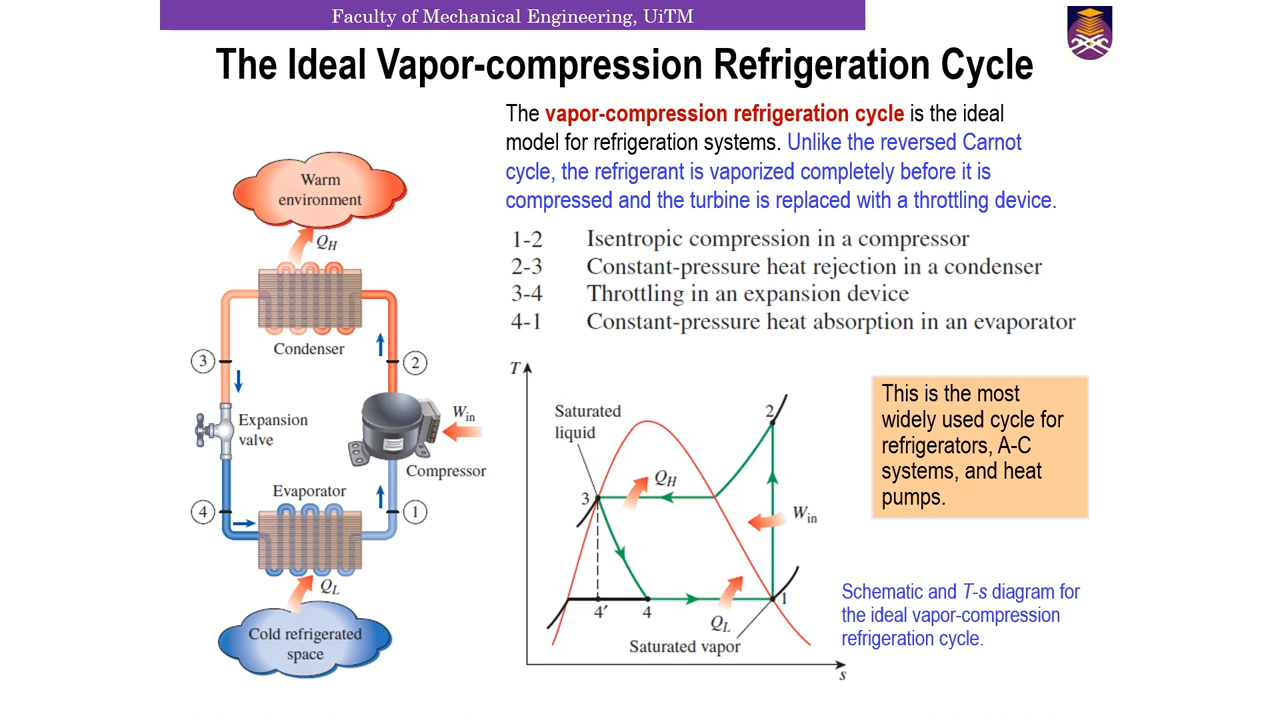 Faculty of Mechanical Engineering, UiTM
The Ideal Vapor-compression Refrigeration Cycle
The vapor-compression refrigeration cycle is the ideal
model for refrigeration systems. Unlike the reversed Carnot
cycle, the refrigerant is vaporized completely before it is
compressed and the turbine is replaced with a throttling device.
1-2 Isentropic compression in a compressor
2-3 Constant-pressure heat rejection in a condenser
3-4 Throttling in an expansion device
4-1 Constant-pressure heat absorption in an evaporator
Warm
environment
QH
Condenser
3
2
Expansion
valve
Win
Compressor
Evaporator
4
1
QL
Cold refrigerated
space
T
Saturated
liquid
2
QH
3
Win
4′
4
1
QL
Saturated vapor
s
This is the most
widely used cycle for
refrigerators, A-C
systems, and heat
pumps.
Schematic and T-s diagram for
the ideal vapor-compression
refrigeration cycle.